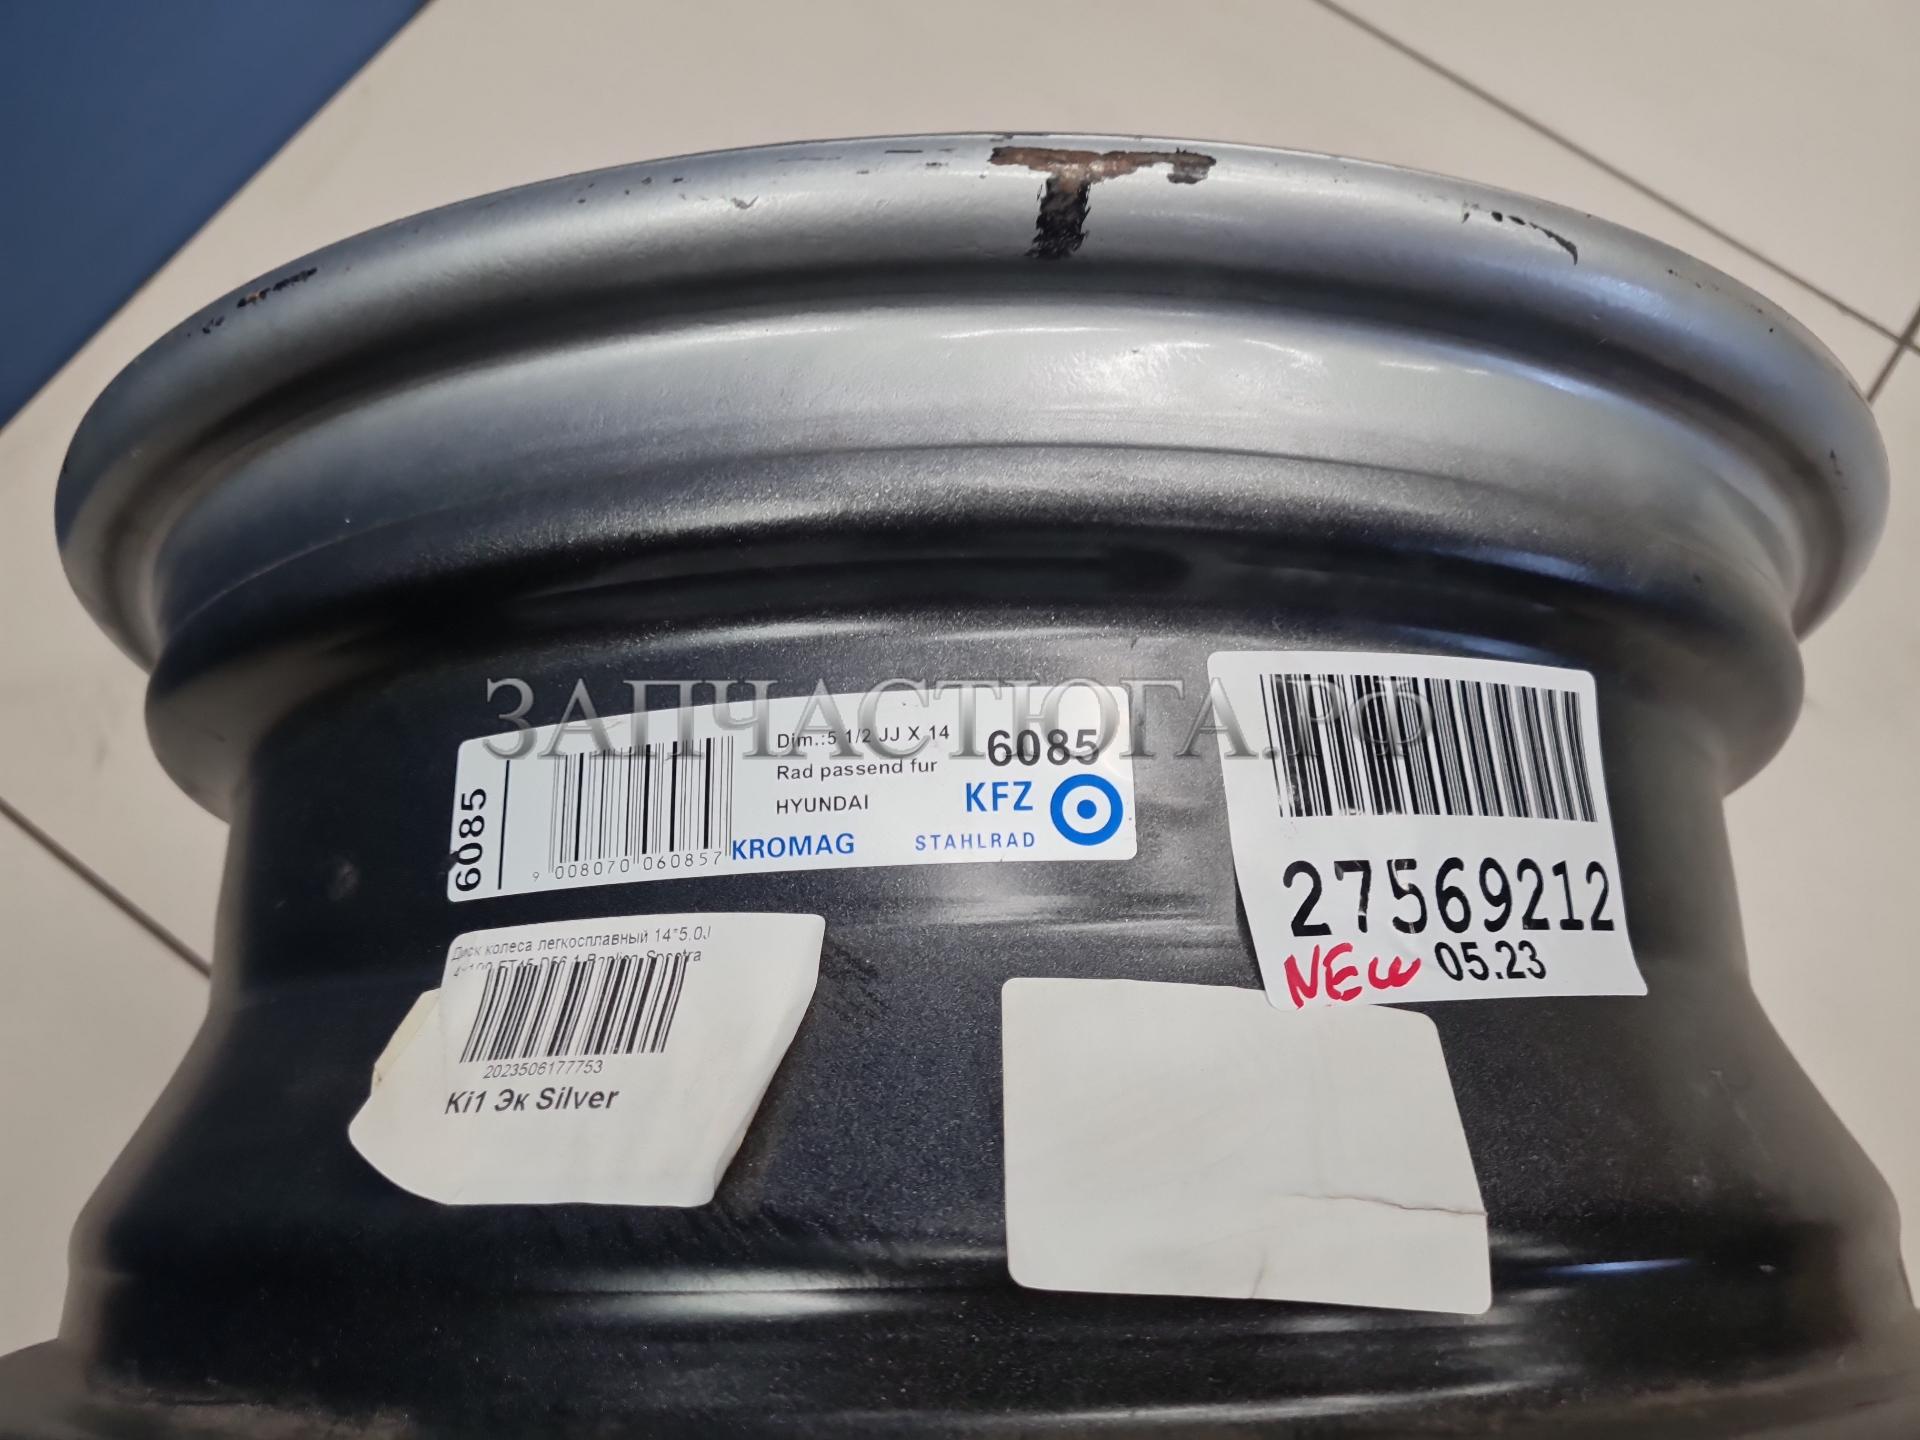 ЗАПЧАСТЮГА.РФ
6085
Dim.:5 1/2 JJ X 14
6085
Rad passend fur
HYUNDAI
KFZ
KROMAG
STAHLRAD
9 008070 060857
27569212
NEW 05.23
Диск колеса легкосплавный 14*5,0J
2023506177753
Ki1 Эк Silver